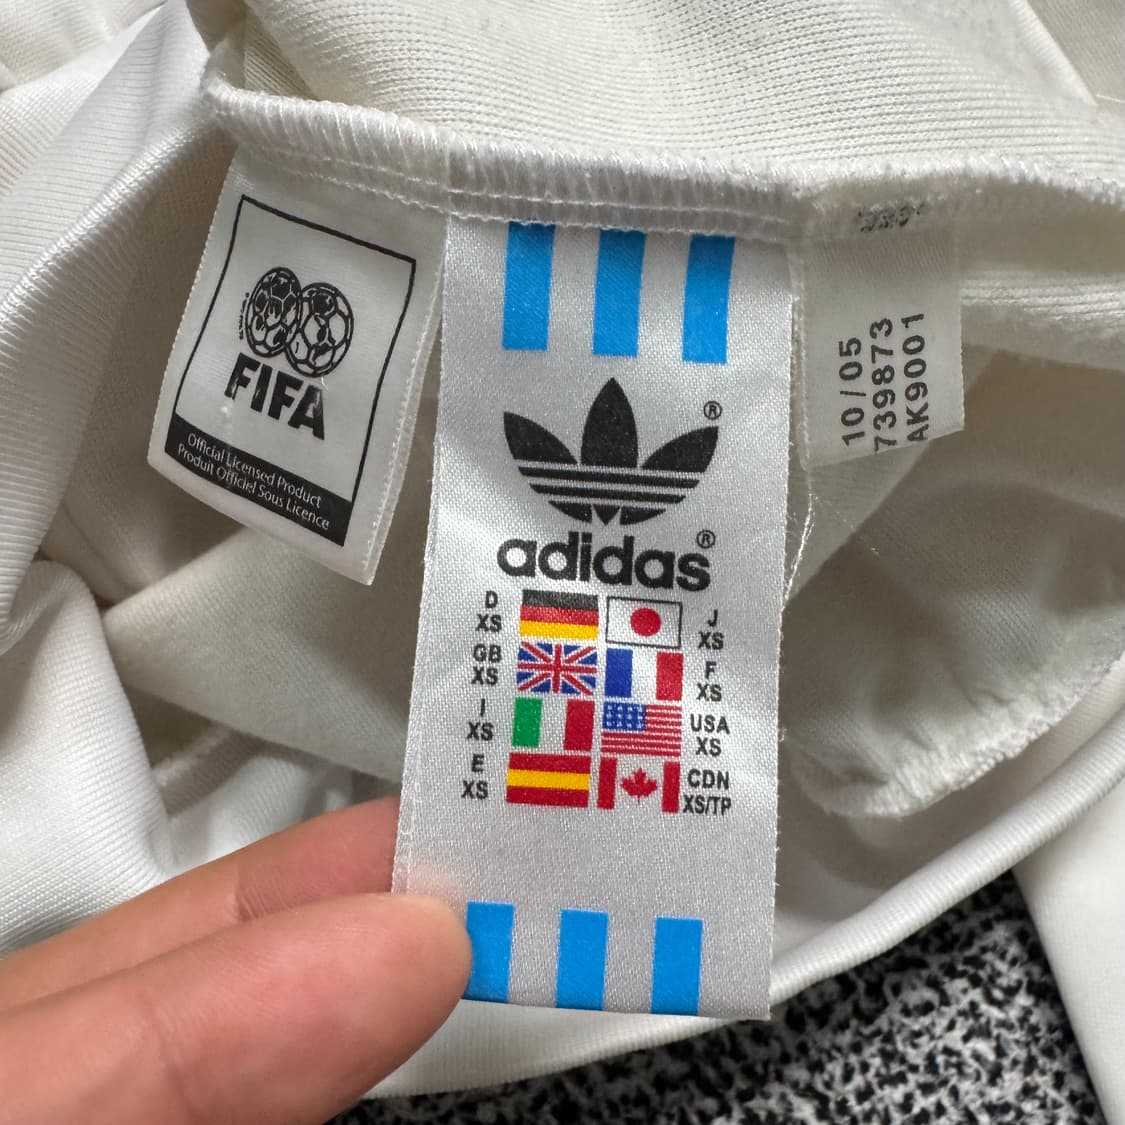 FIFA
Official Licensed Product
Produit Officiel Sous Licence
®
adidas®
D
XS
J
XS
GB
XS
F
XS
I
XS
USA
XS
E
XS
CDN
XS/TP
10/05
739873
AK9001